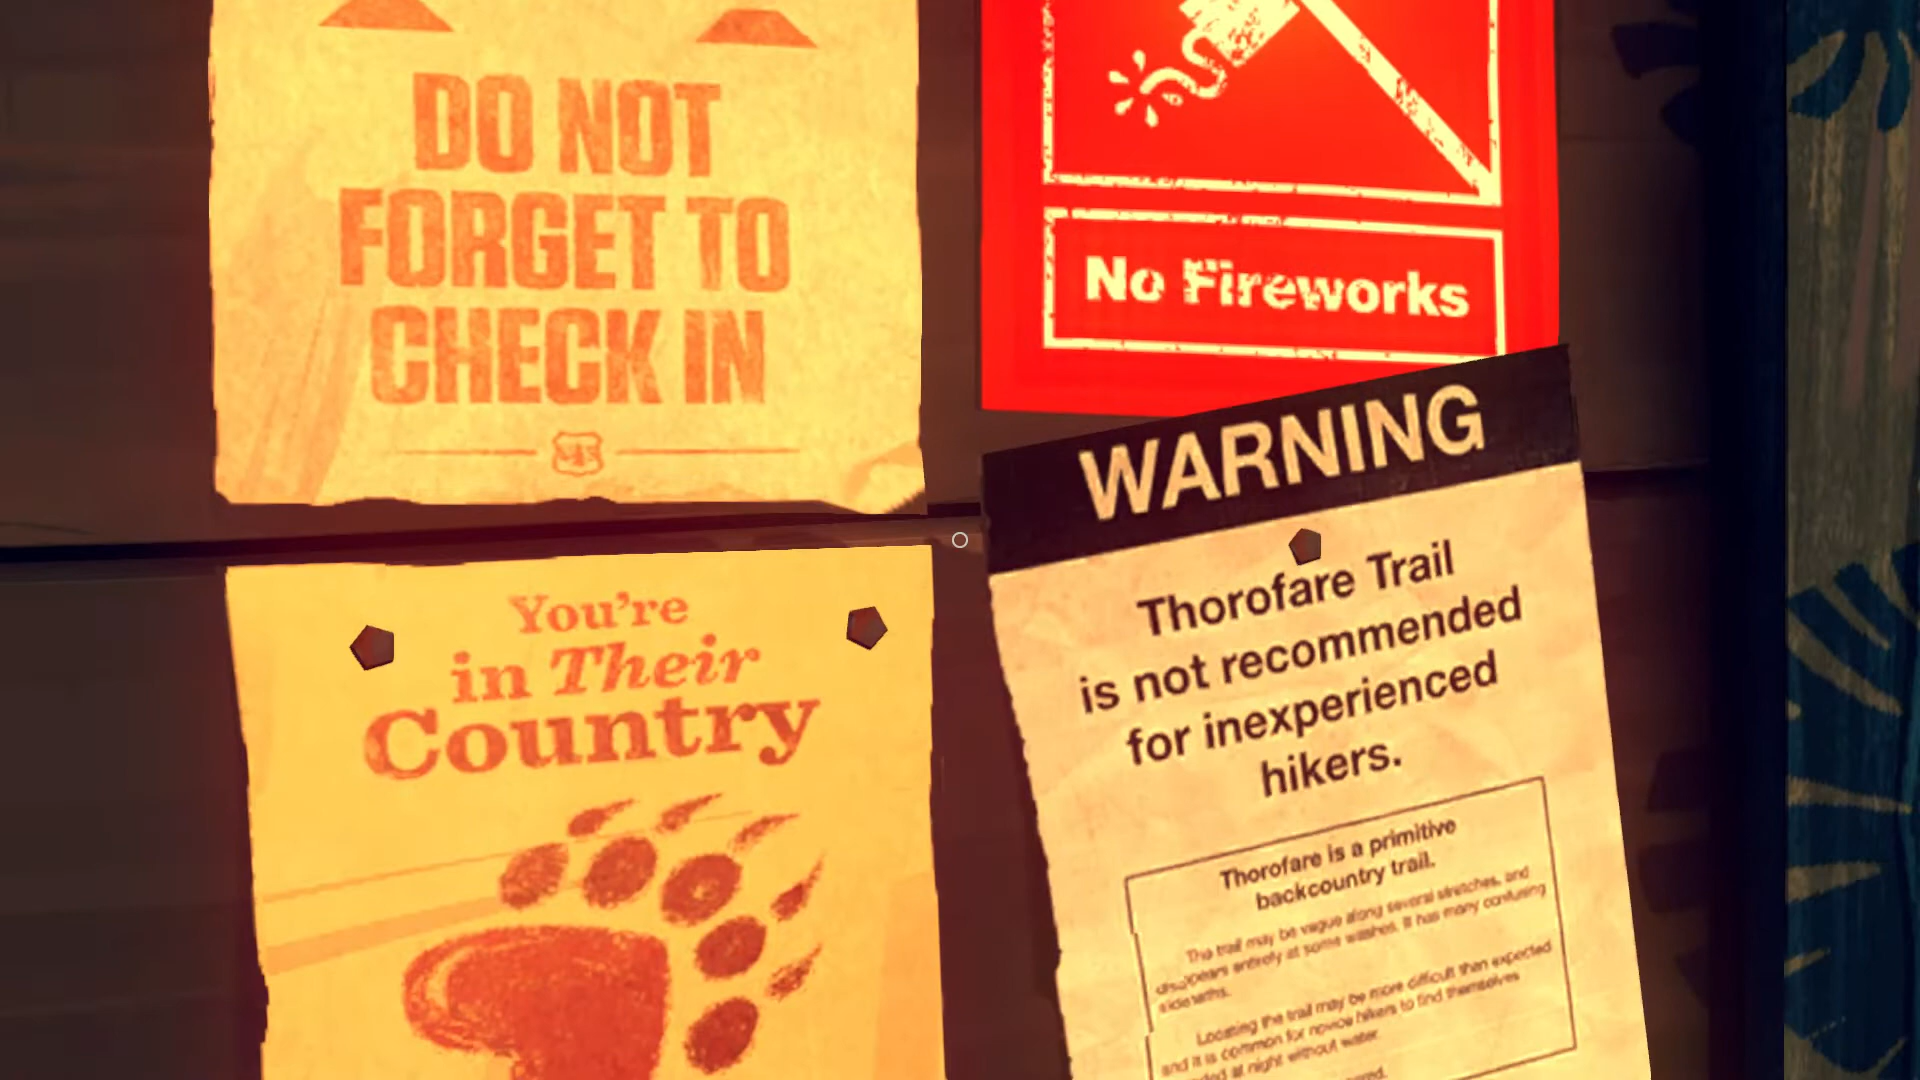 DO NOT
FORGET TO
CHECK IN
No Fireworks
WARNING
Thorofare Trail
is not recommended
for inexperienced
hikers.
Thorofare is a primitive
backcountry trail.
The trail may be vague along several stretches, and
disappears entirely at some washes. It has many confusing
side paths.
Locating the trail may be more difficult than expected
and it is common for novice hikers to find themselves
at night without water.
You're
in Their
Country